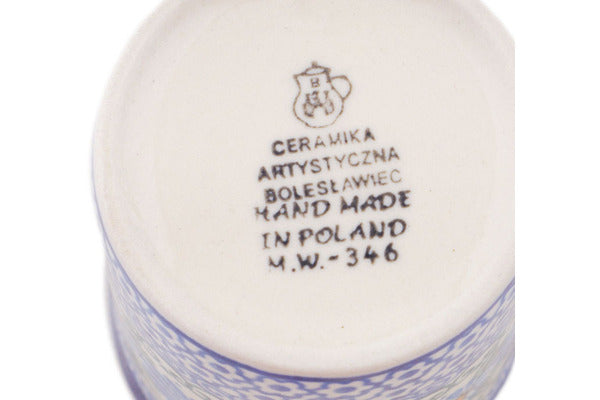 B
CERAMIKA
ARTYSTYCZNA
BOLESŁAWIEC
HAND MADE
IN POLAND
M.W.-346